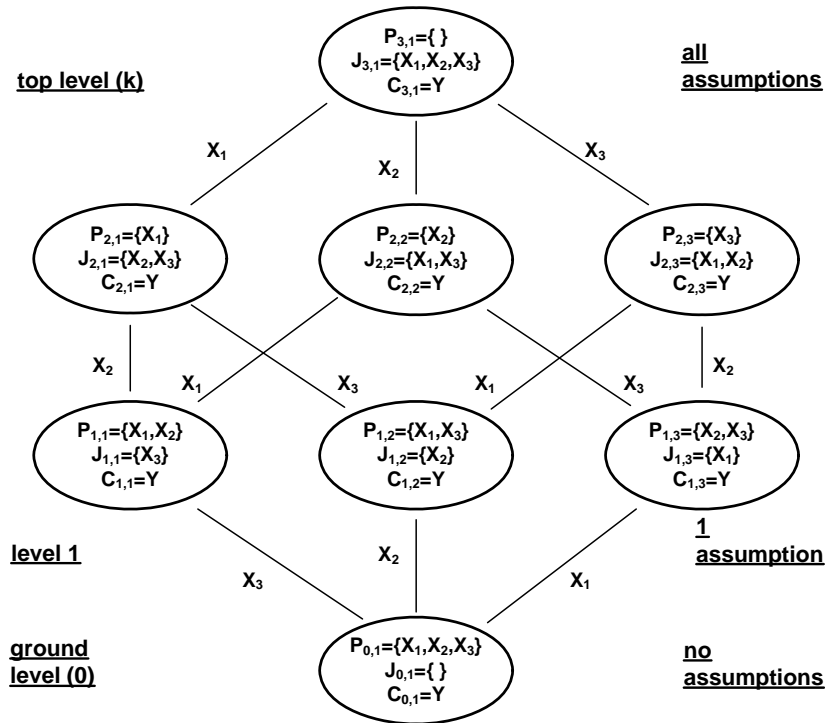 P₃,₁={ }
J₃,₁={X₁,X₂,X₃}
C₃,₁=Y
top level (k)
all
assumptions
X₁
X₂
X₃
P₂,₁={X₁}
J₂,₁={X₂,X₃}
C₂,₁=Y
P₂,₂={X₂}
J₂,₂={X₁,X₃}
C₂,₂=Y
P₂,₃={X₃}
J₂,₃={X₁,X₂}
C₂,₃=Y
X₂
X₁
X₃
X₁
X₃
X₂
P₁,₁={X₁,X₂}
J₁,₁={X₃}
C₁,₁=Y
P₁,₂={X₁,X₃}
J₁,₂={X₂}
C₁,₂=Y
P₁,₃={X₂,X₃}
J₁,₃={X₁}
C₁,₃=Y
level 1
1
assumption
X₃
X₂
X₁
ground
level (0)
P₀,₁={X₁,X₂,X₃}
J₀,₁={ }
C₀,₁=Y
no
assumptions